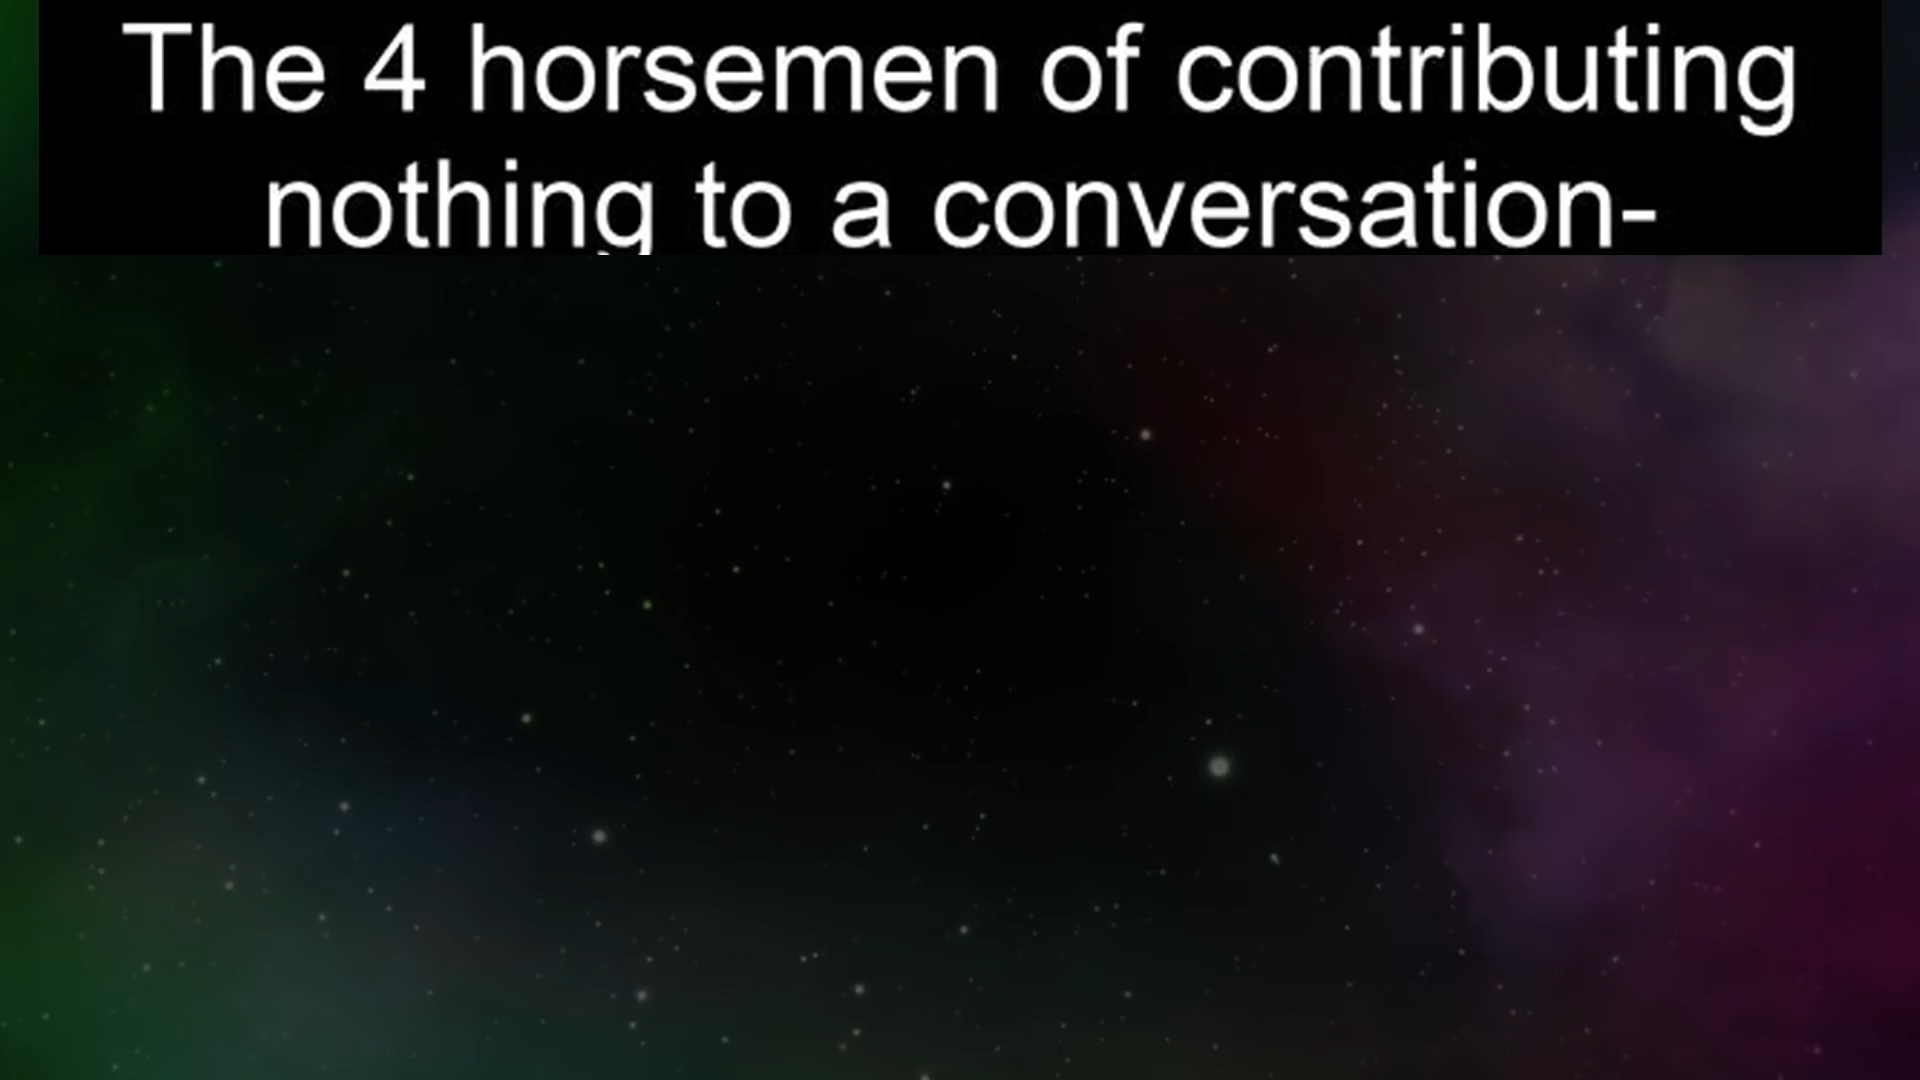 The 4 horsemen of contributing
nothing to a conversation-